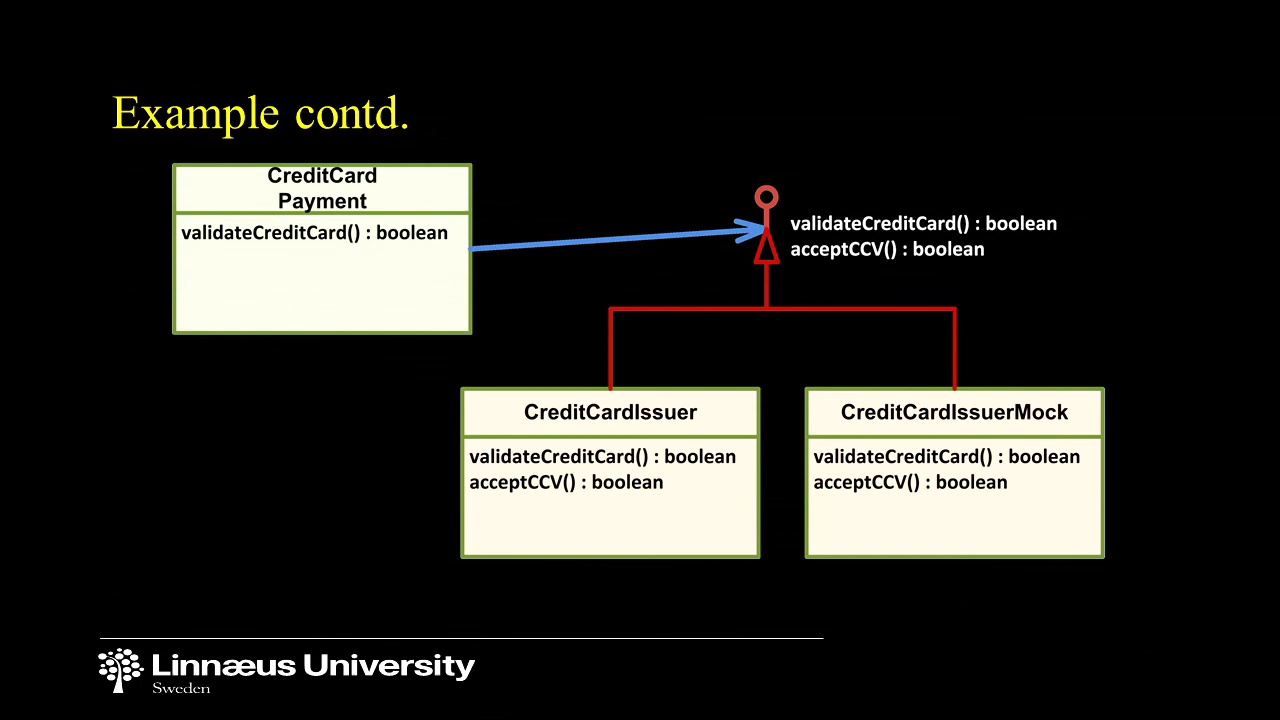 Example contd.
CreditCard
Payment
validateCreditCard() : boolean
validateCreditCard() : boolean
acceptCCV() : boolean
CreditCardIssuer
validateCreditCard() : boolean
acceptCCV() : boolean
CreditCardIssuerMock
validateCreditCard() : boolean
acceptCCV() : boolean
Linnæus University
Sweden